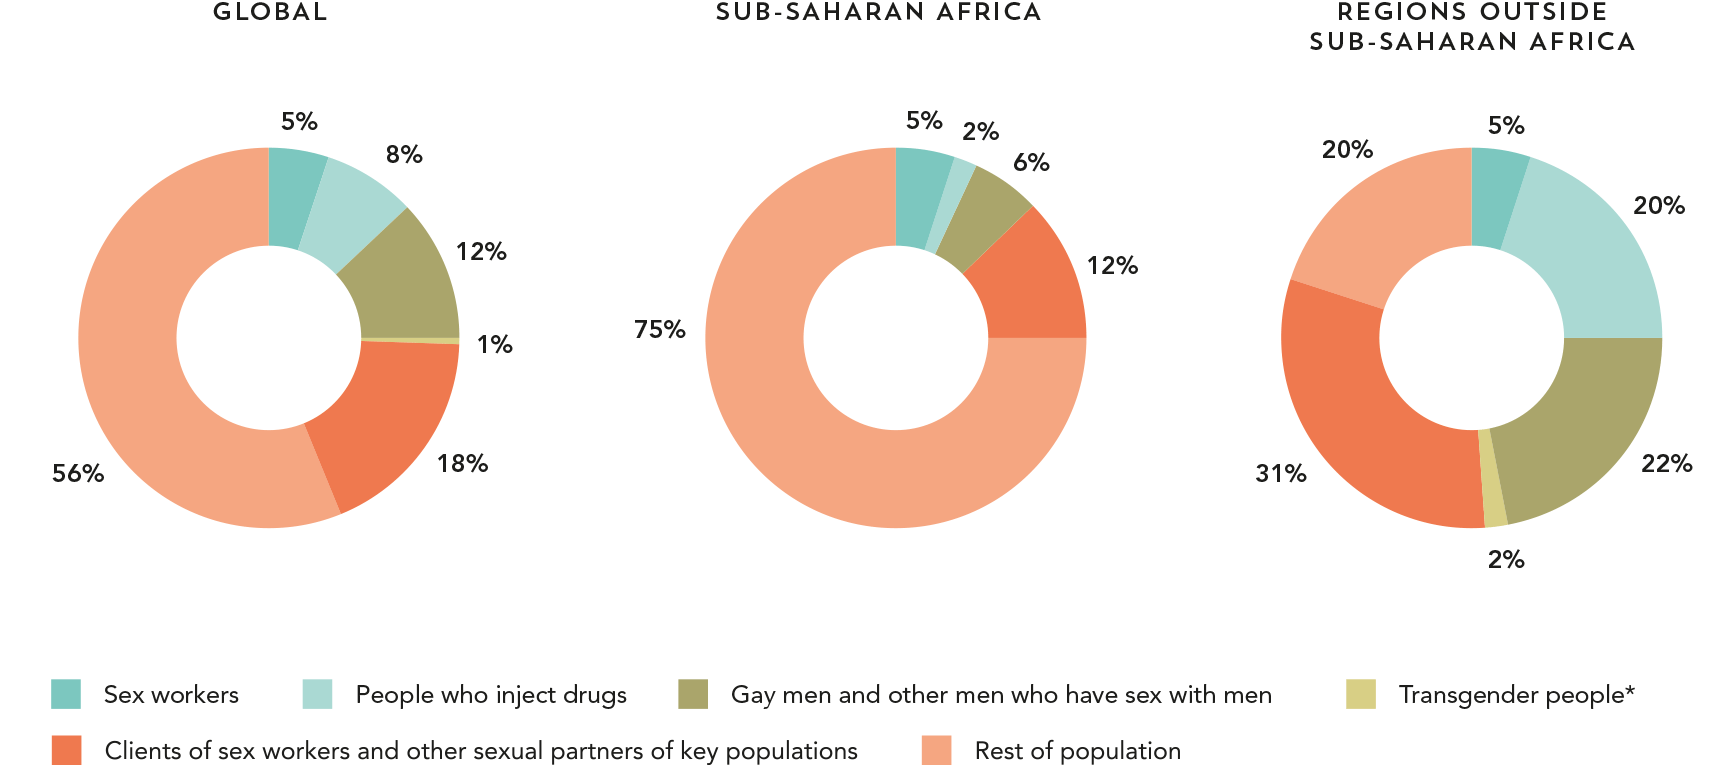 GLOBAL
5%
8%
12%
1%
18%
56%
SUB-SAHARAN AFRICA
5%
2%
6%
12%
75%
REGIONS OUTSIDE
SUB-SAHARAN AFRICA
5%
20%
22%
2%
31%
20%
Sex workers
People who inject drugs
Gay men and other men who have sex with men
Transgender people*
Clients of sex workers and other sexual partners of key populations
Rest of population